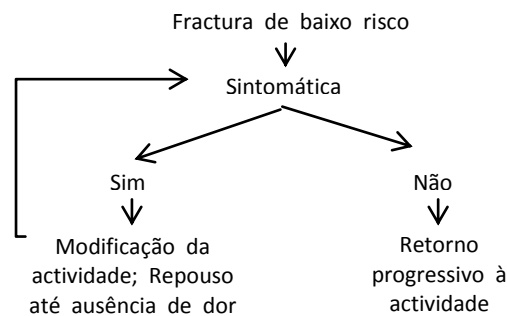 Fractura de baixo risco
Sintomática
Sim
Não
Modificação da
actividade; Repouso
até ausência de dor
Retorno
progressivo à
actividade